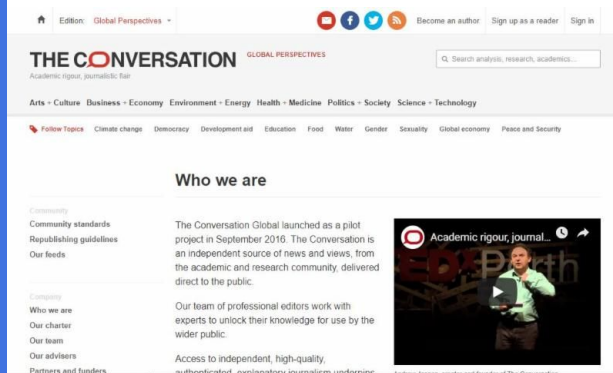 Edition: Global Perspectives
Become an author Sign up as a reader Sign in
THE CONVERSATION GLOBAL PERSPECTIVES
Academic rigour, journalistic flair
Search analysis, research, academics...
Arts + Culture Business + Economy Environment + Energy Health + Medicine Politics + Society Science + Technology
Follow Topics Climate change Democracy Development aid Education Food Water Gender Sexuality Global economy Peace and Security
Who we are
Community
Community standards
Republishing guidelines
Our feeds
Company
Who we are
Our charter
Our team
Our advisers
Partners and funders
The Conversation Global launched as a pilot
project in September 2016. The Conversation is
an independent source of news and views, from
the academic and research community, delivered
direct to the public.
Our team of professional editors work with
experts to unlock their knowledge for use by the
wider public.
Access to independent, high-quality,
authenticated, explanatory journalism underpins
Academic rigour, journal...
Perth